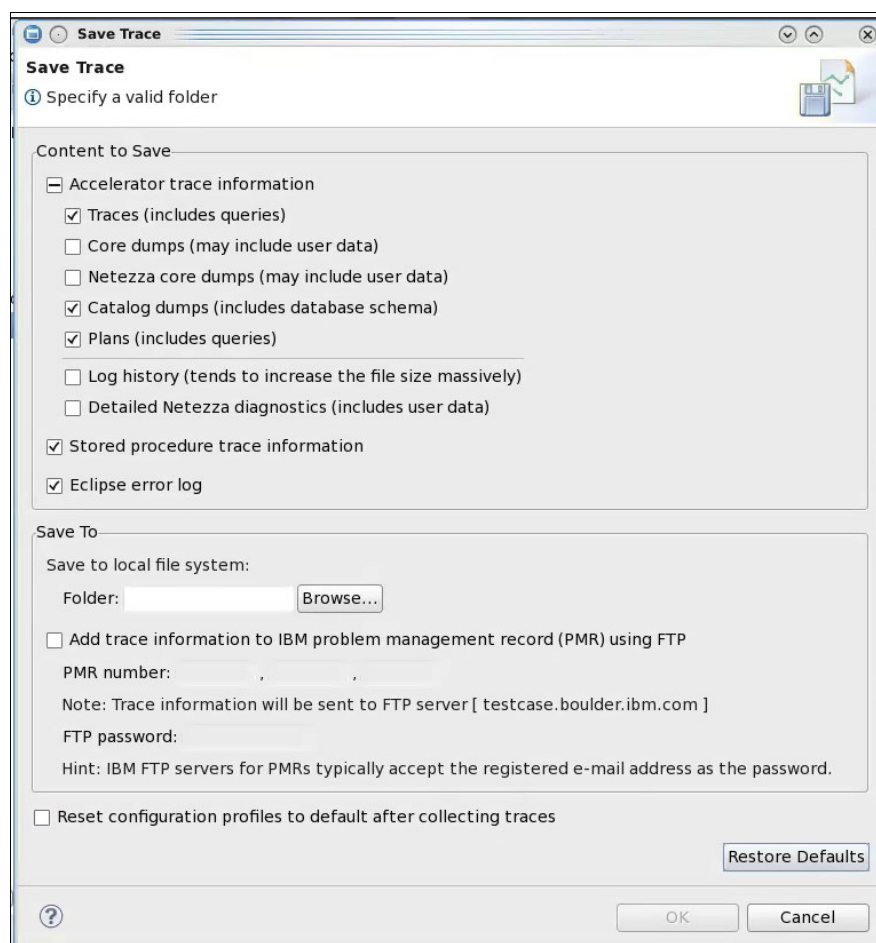 Save Trace
Save Trace
Specify a valid folder
Content to Save
Accelerator trace information
Traces (includes queries)
Core dumps (may include user data)
Netezza core dumps (may include user data)
Catalog dumps (includes database schema)
Plans (includes queries)
Log history (tends to increase the file size massively)
Detailed Netezza diagnostics (includes user data)
Stored procedure trace information
Eclipse error log
Save To
Save to local file system:
Folder: Browse...
Add trace information to IBM problem management record (PMR) using FTP
PMR number: , ,
Note: Trace information will be sent to FTP server [ testcase.boulder.ibm.com ]
FTP password:
Hint: IBM FTP servers for PMRs typically accept the registered e-mail address as the password.
Reset configuration profiles to default after collecting traces
Restore Defaults
? OK Cancel